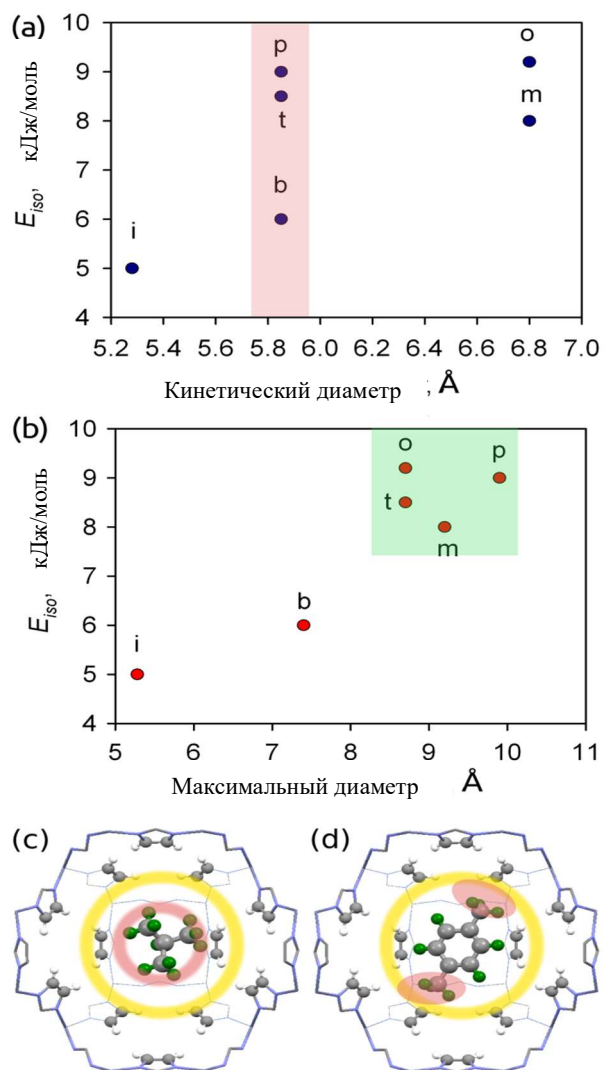 (a)
10
9
8
7
6
5
4
E_iso, кДж/моль
p
t
b
i
o
m
5.2 5.4 5.6 5.8 6.0 6.2 6.4 6.6 6.8 7.0
Кинетический диаметр ; Å
(b)
10
9
8
7
6
5
4
E_iso, кДж/моль
o
p
t
m
b
i
5 6 7 8 9 10 11
Максимальный диаметр Å
(c) (d)